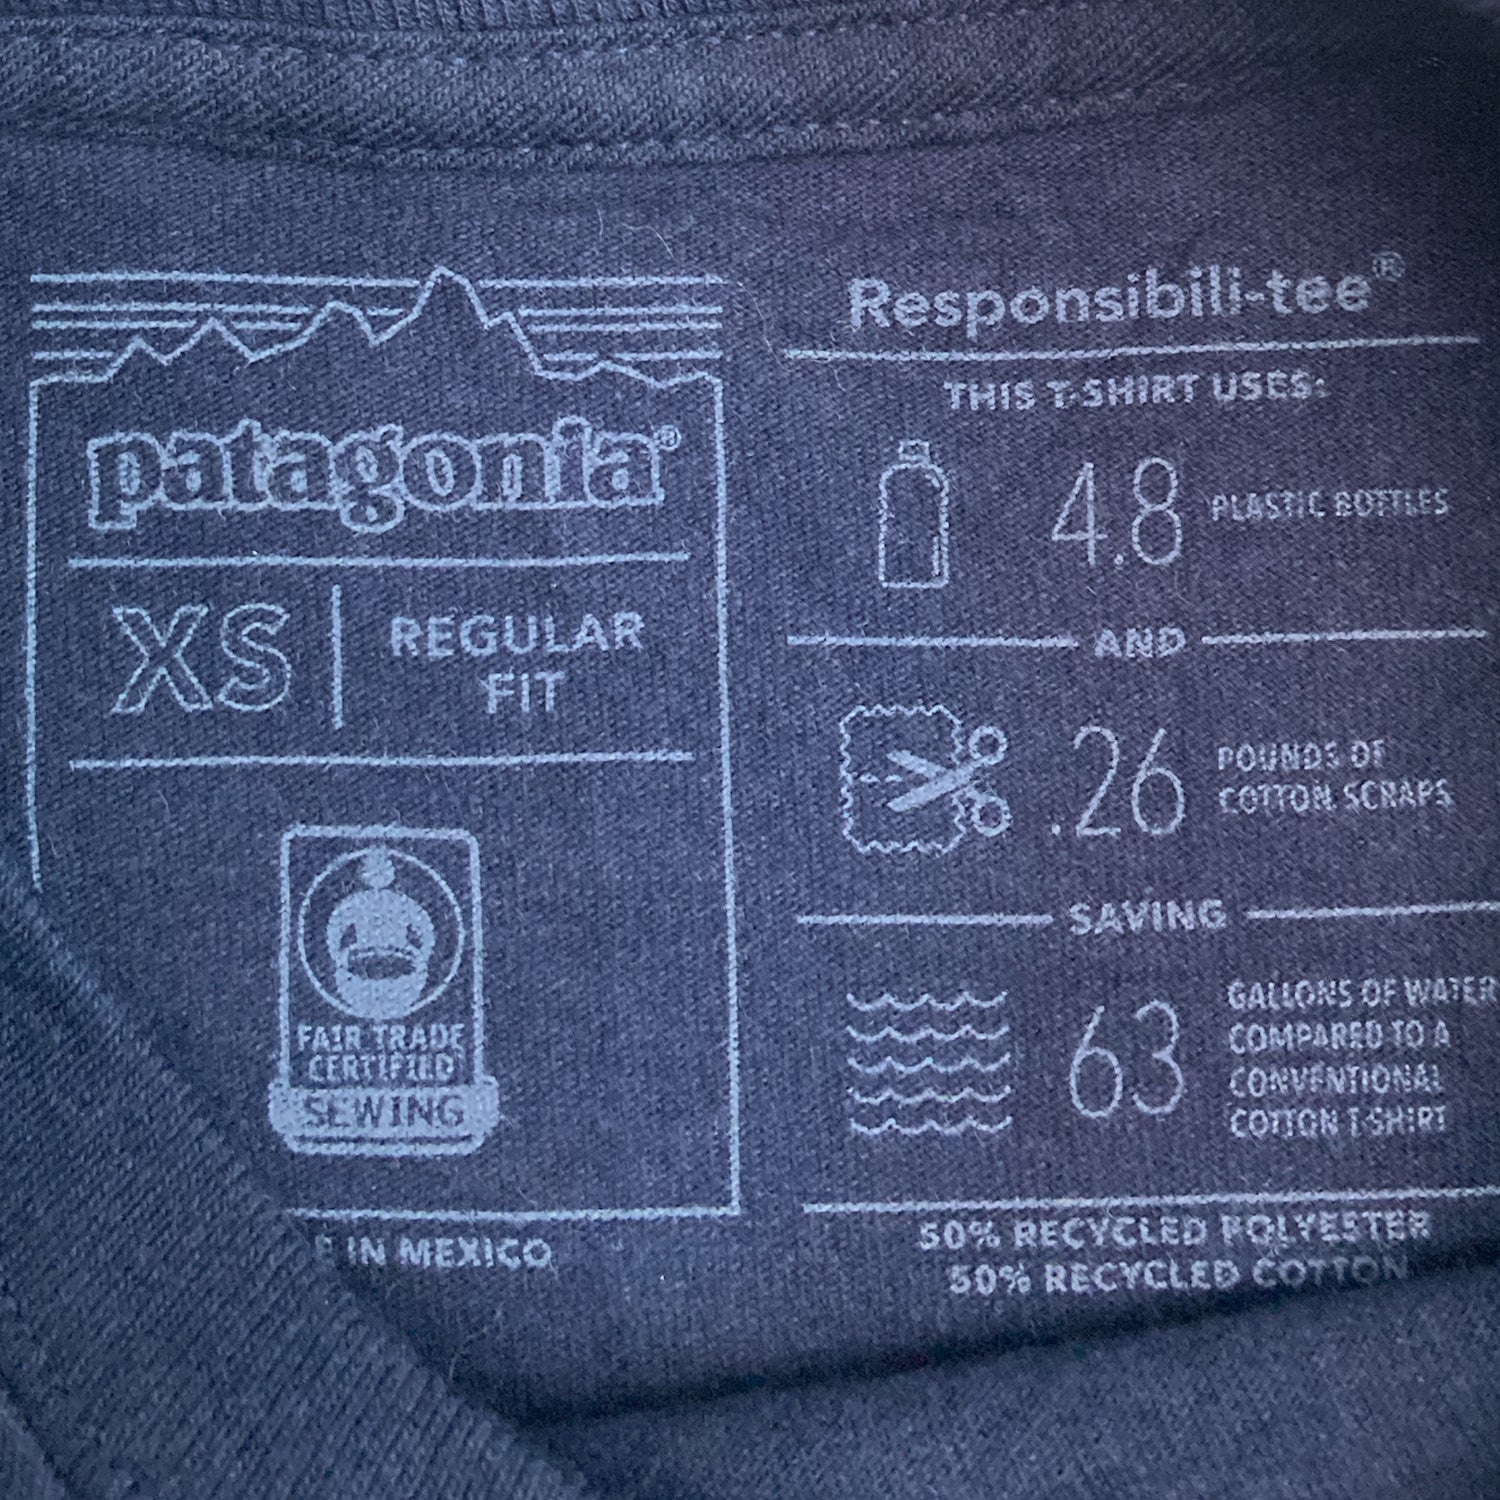 patagonia®
XS
REGULAR
FIT
FAIR TRADE
CERTIFIED
SEWING
E IN MEXICO
Responsibili-tee®
THIS T-SHIRT USES:
4.8 PLASTIC BOTTLES
AND
.26 POUNDS OF
COTTON SCRAPS
SAVING
63 GALLONS OF WATER
COMPARED TO A
CONVENTIONAL
COTTON T-SHIRT
50% RECYCLED POLYESTER
50% RECYCLED COTTON